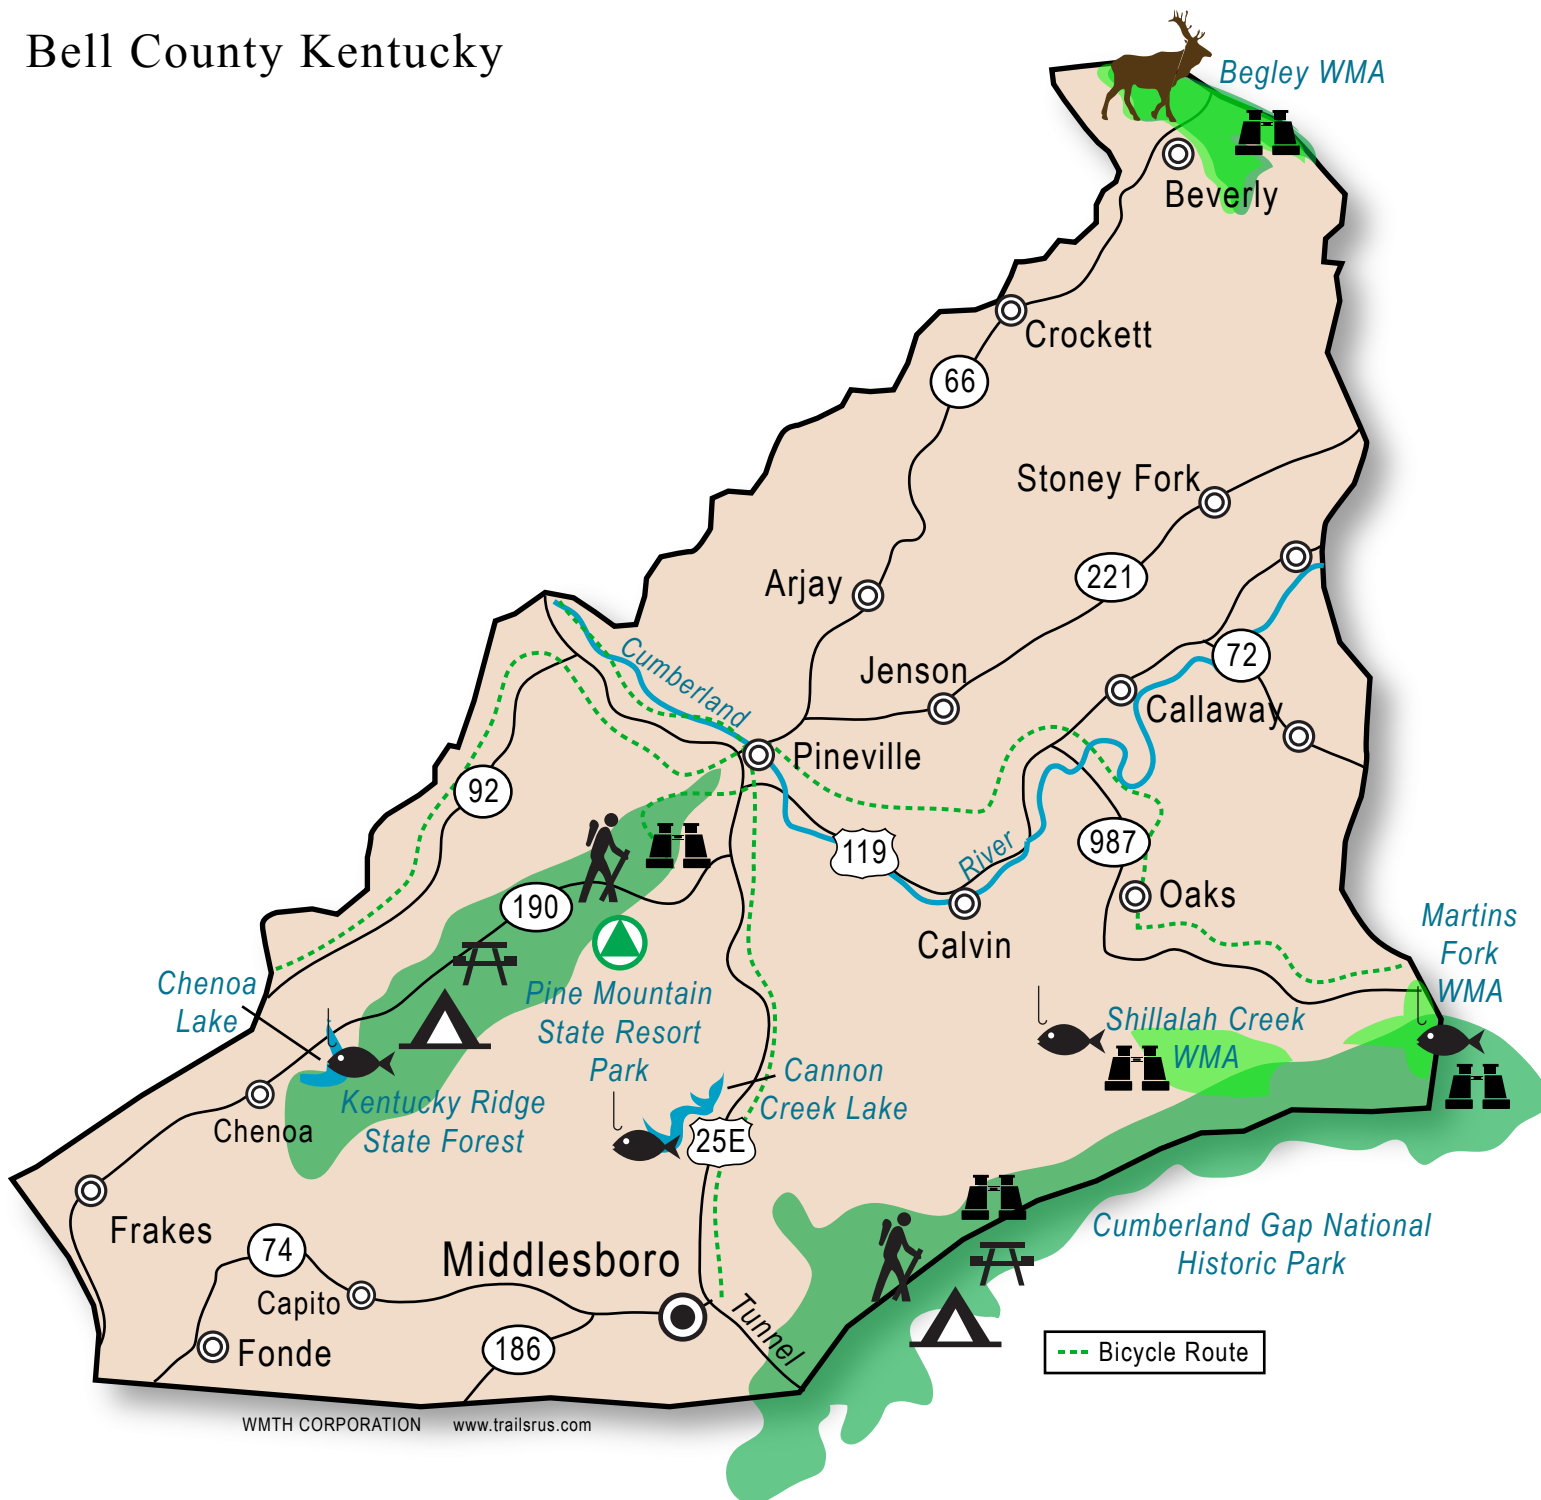 Bell County Kentucky
Begley WMA
Beverly
Crockett
66
Stoney Fork
221
Arjay
Cumberland
72
Jenson
Callaway
Pineville
92
119
River
987
190
Oaks
Calvin
Martins
Fork
WMA
Chenoa
Lake
Pine Mountain
State Resort
Park
Shillalah Creek
WMA
Cannon
Creek Lake
Kentucky Ridge
State Forest
Chenoa
25E
Frakes
Cumberland Gap National
Historic Park
74
Middlesboro
Capito
Tunnel
Fonde
186
Bicycle Route
WMTH CORPORATION www.trailsrus.com